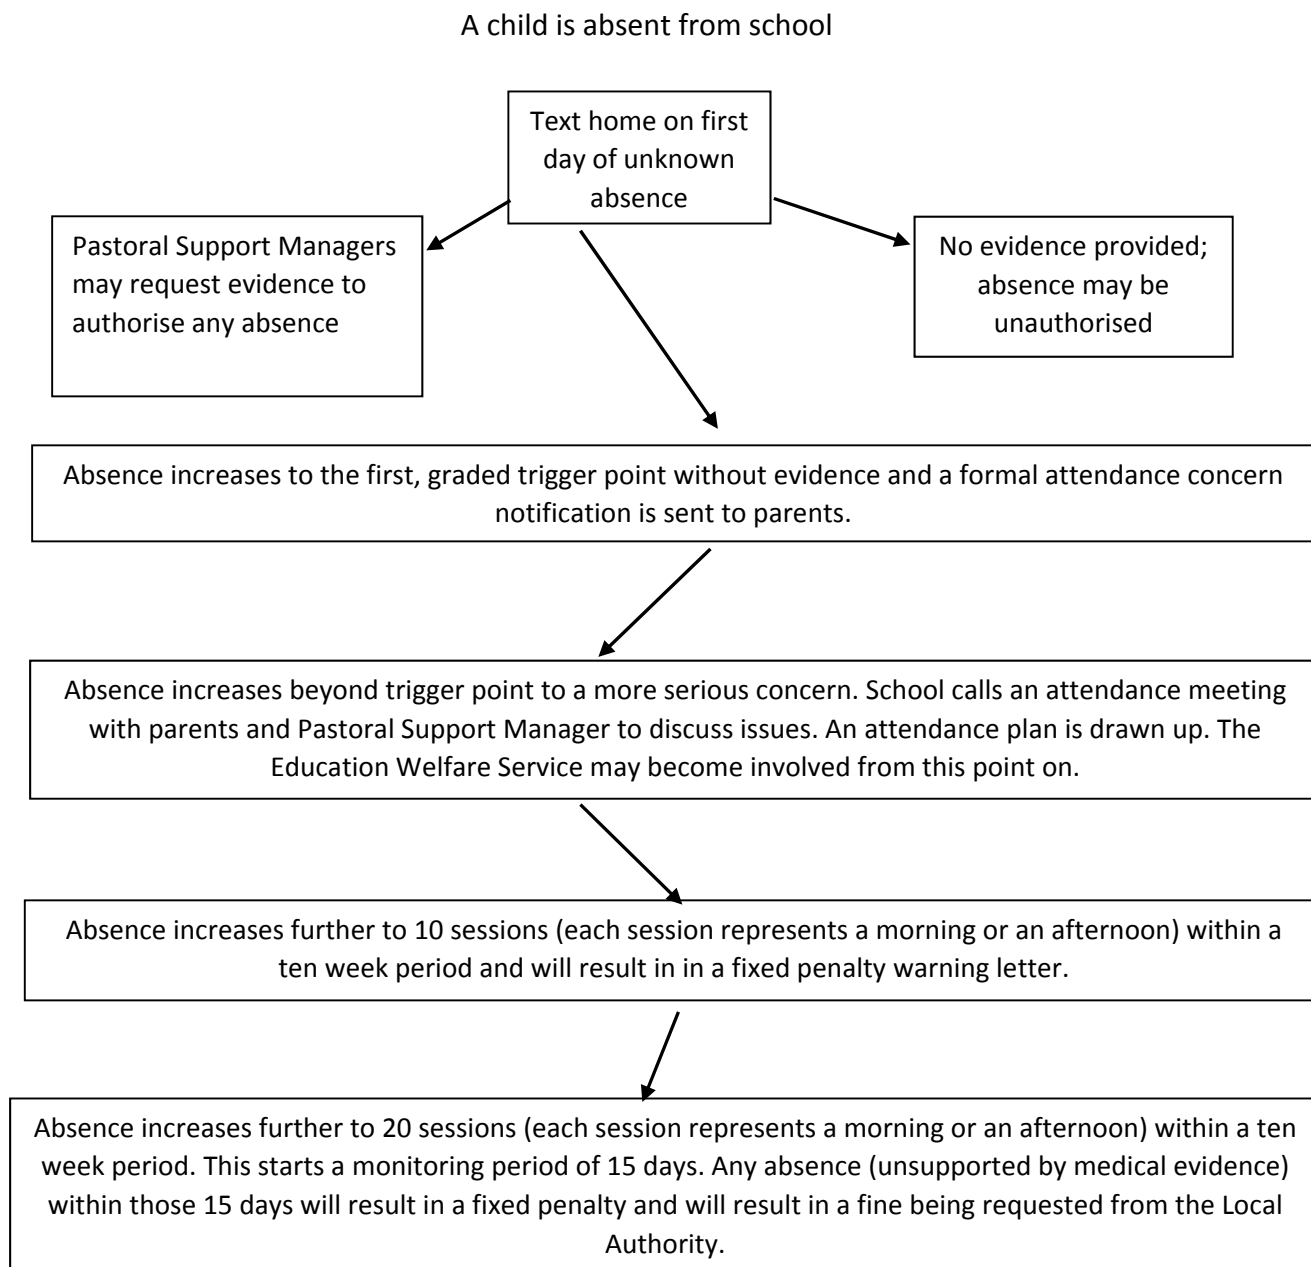 A child is absent from school
Text home on first
day of unknown
absence
Pastoral Support Managers
may request evidence to
authorise any absence
No evidence provided;
absence may be
unauthorised
Absence increases to the first, graded trigger point without evidence and a formal attendance concern
notification is sent to parents.
Absence increases beyond trigger point to a more serious concern. School calls an attendance meeting
with parents and Pastoral Support Manager to discuss issues. An attendance plan is drawn up. The
Education Welfare Service may become involved from this point on.
Absence increases further to 10 sessions (each session represents a morning or an afternoon) within a
ten week period and will result in in a fixed penalty warning letter.
Absence increases further to 20 sessions (each session represents a morning or an afternoon) within a ten
week period. This starts a monitoring period of 15 days. Any absence (unsupported by medical evidence)
within those 15 days will result in a fixed penalty and will result in a fine being requested from the Local
Authority.